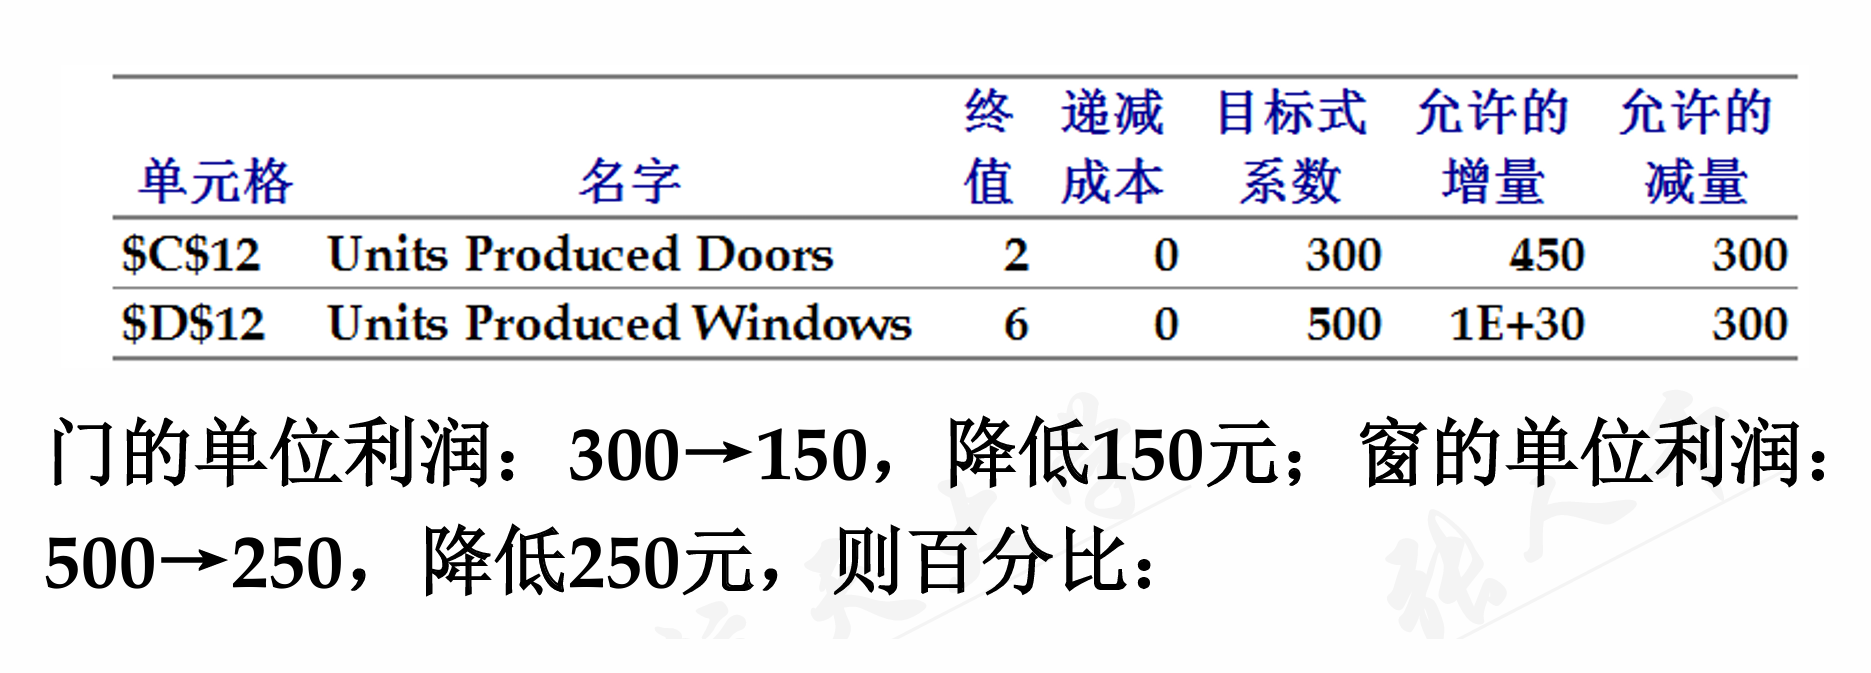 单元格 名字 终值 递减成本 目标式系数 允许的增量 允许的减量
$C$12 Units Produced Doors 2 0 300 450 300
$D$12 Units Produced Windows 6 0 500 1E+30 300
门的单位利润：300→150，降低150元；窗的单位利润：
500→250，降低250元，则百分比：